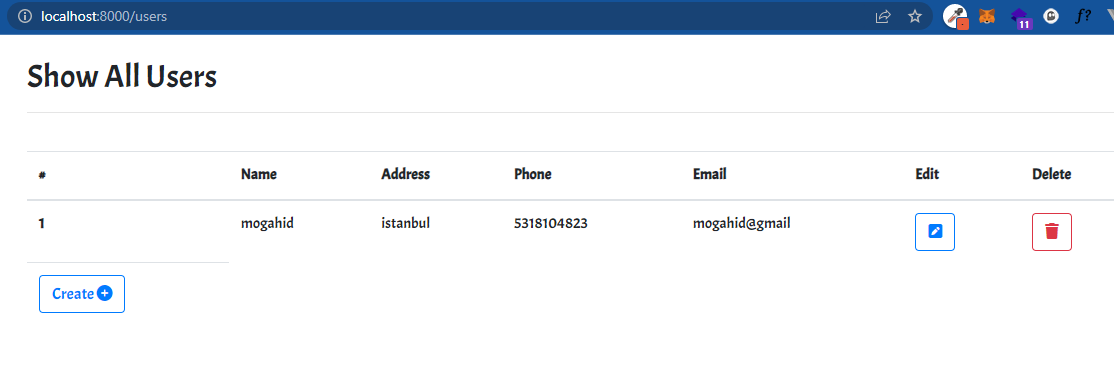 localhost:8000/users
11
f?
Show All Users
# Name Address Phone Email Edit Delete
1 mogahid istanbul 5318104823 mogahid@gmail
Create